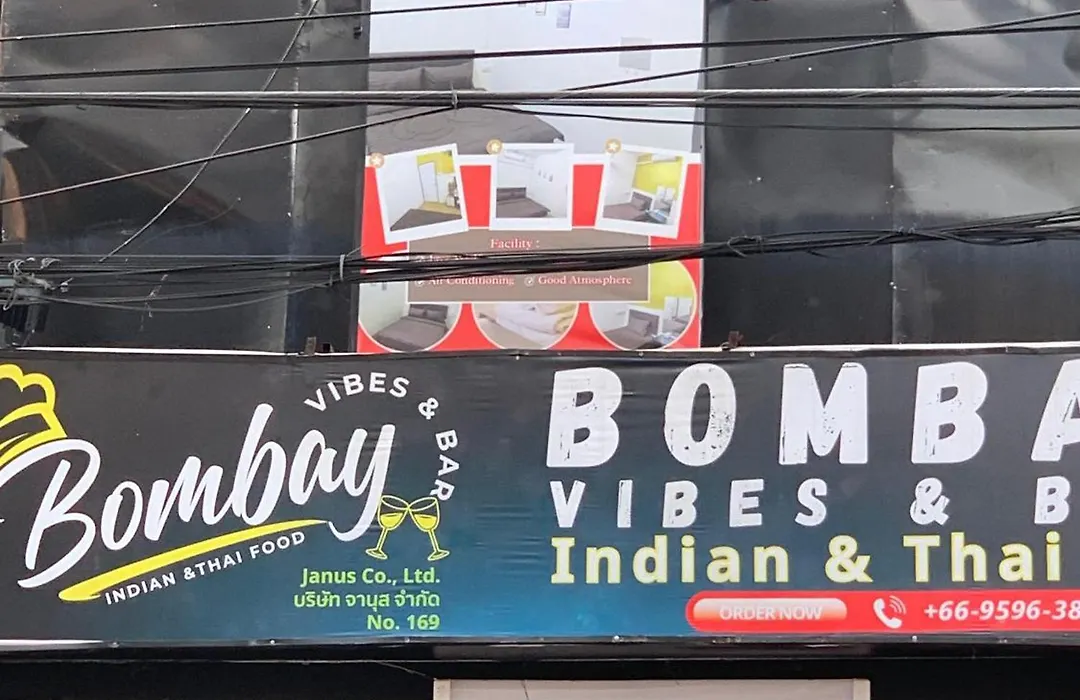 Facility :
Air Conditioning Good Atmosphere
VIBES & BAR
Bombay
INDIAN & THAI FOOD
Janus Co., Ltd.
บริษัท จานุส จำกัด
No. 169
BOMBA
VIBES & B
Indian & Thai
ORDER NOW +66-9596-38